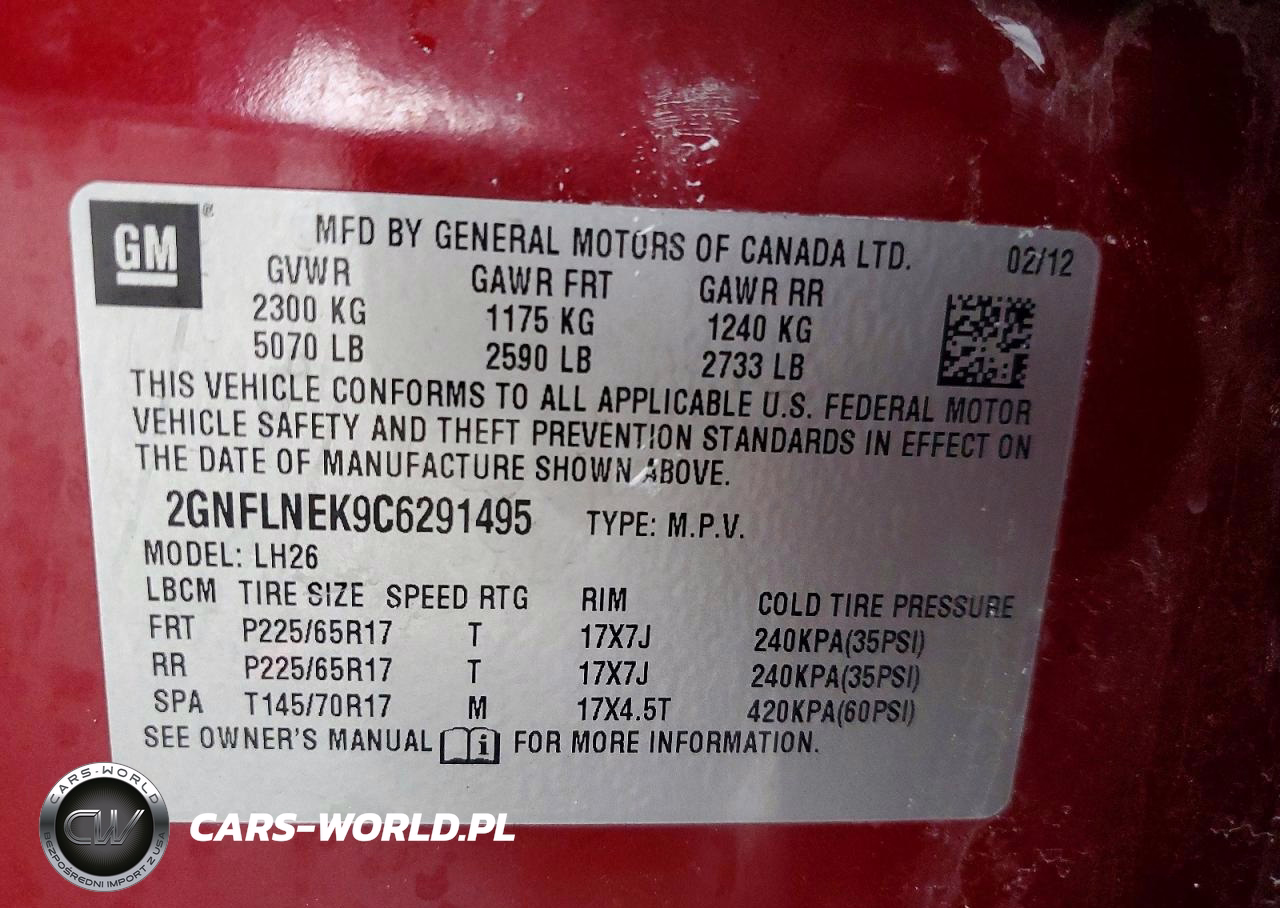 GM ®
MFD BY GENERAL MOTORS OF CANADA LTD. 02/12
GVWR GAWR FRT GAWR RR
2300 KG 1175 KG 1240 KG
5070 LB 2590 LB 2733 LB
THIS VEHICLE CONFORMS TO ALL APPLICABLE U.S. FEDERAL MOTOR
VEHICLE SAFETY AND THEFT PREVENTION STANDARDS IN EFFECT ON
THE DATE OF MANUFACTURE SHOWN ABOVE.
2GNFLNEK9C6291495 TYPE: M.P.V.
MODEL: LH26
LBCM TIRE SIZE SPEED RTG RIM COLD TIRE PRESSURE
FRT P225/65R17 T 17X7J 240KPA(35PSI)
RR P225/65R17 T 17X7J 240KPA(35PSI)
SPA T145/70R17 M 17X4.5T 420KPA(60PSI)
SEE OWNER'S MANUAL i FOR MORE INFORMATION.
CARS-WORLD
CW
BEZPOŚREDNI IMPORT Z USA
CARS-WORLD.PL